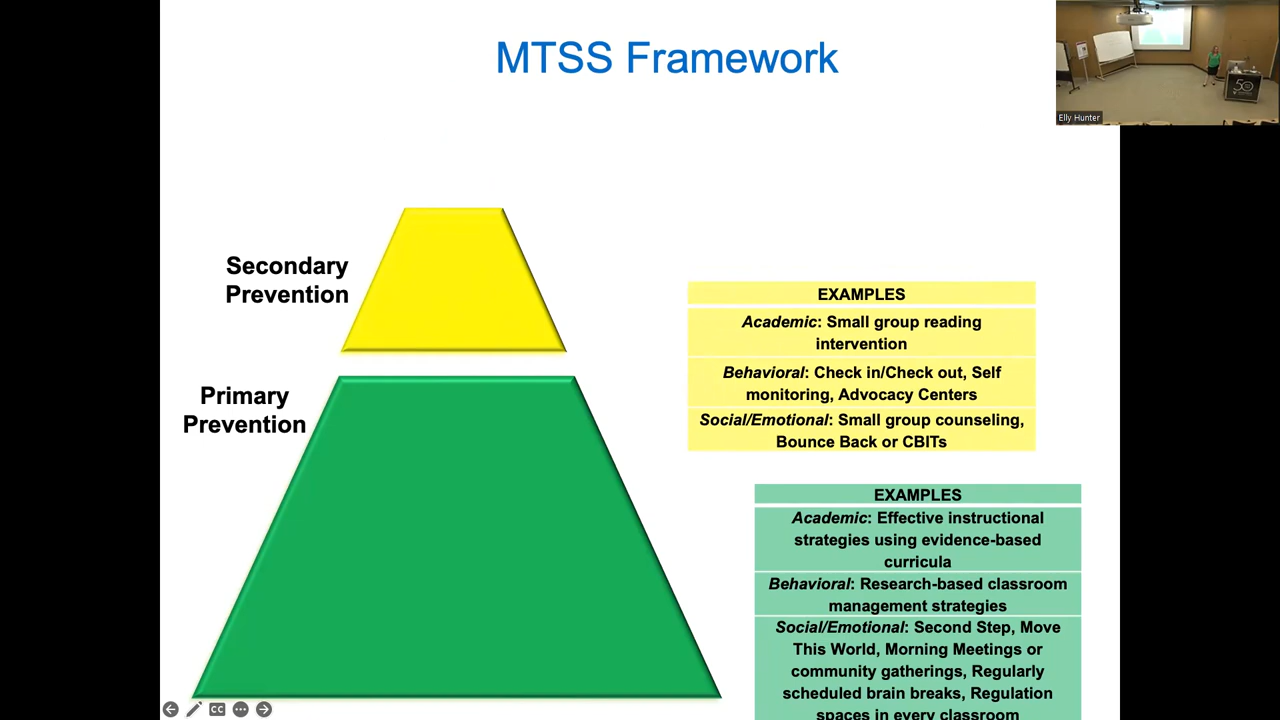 MTSS Framework
Elly Hunter
50
Secondary
Prevention
EXAMPLES
Academic: Small group reading
intervention
Behavioral: Check in/Check out, Self
monitoring, Advocacy Centers
Social/Emotional: Small group counseling,
Bounce Back or CBITs
Primary
Prevention
EXAMPLES
Academic: Effective instructional
strategies using evidence-based
curricula
Behavioral: Research-based classroom
management strategies
Social/Emotional: Second Step, Move
This World, Morning Meetings or
community gatherings, Regularly
scheduled brain breaks, Regulation
spaces in every classroom
CC